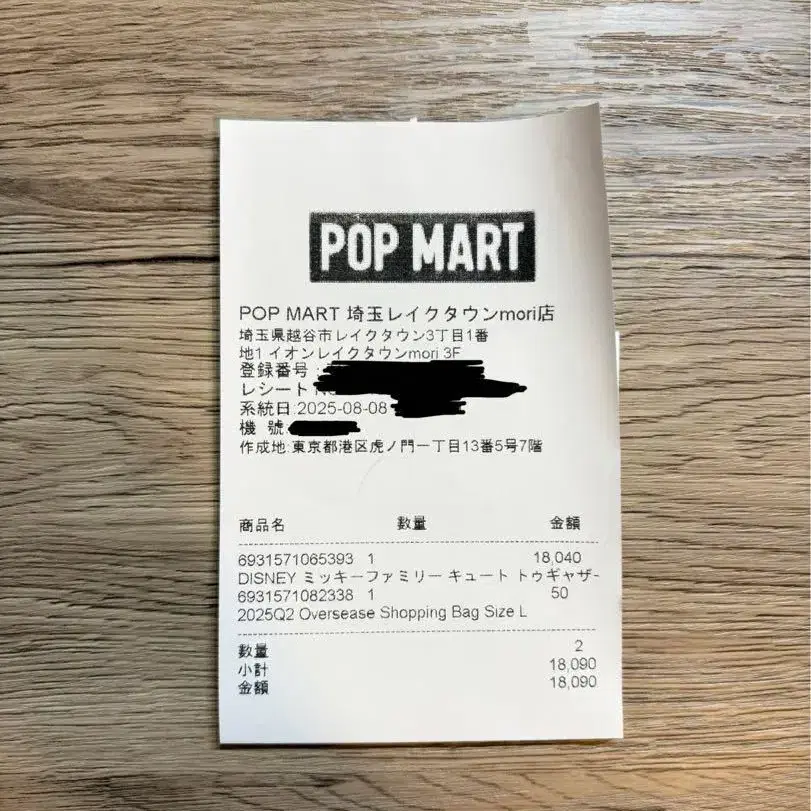 POP MART
POP MART 埼玉レイクタウンmori店
埼玉県越谷市レイクタウン3丁目1番
地1 イオンレイクタウンmori 3F
登録番号
レシート
系統日:2025-08-08
機 號
作成地:東京都港区虎ノ門一丁目13番5号7階
商品名 数量 金額
6931571065393 1 18,040
DISNEY ミッキーファミリー キュート トゥギャザ-
6931571082338 1 50
2025Q2 Oversease Shopping Bag Size L
数量 2
小計 18,090
金額 18,090